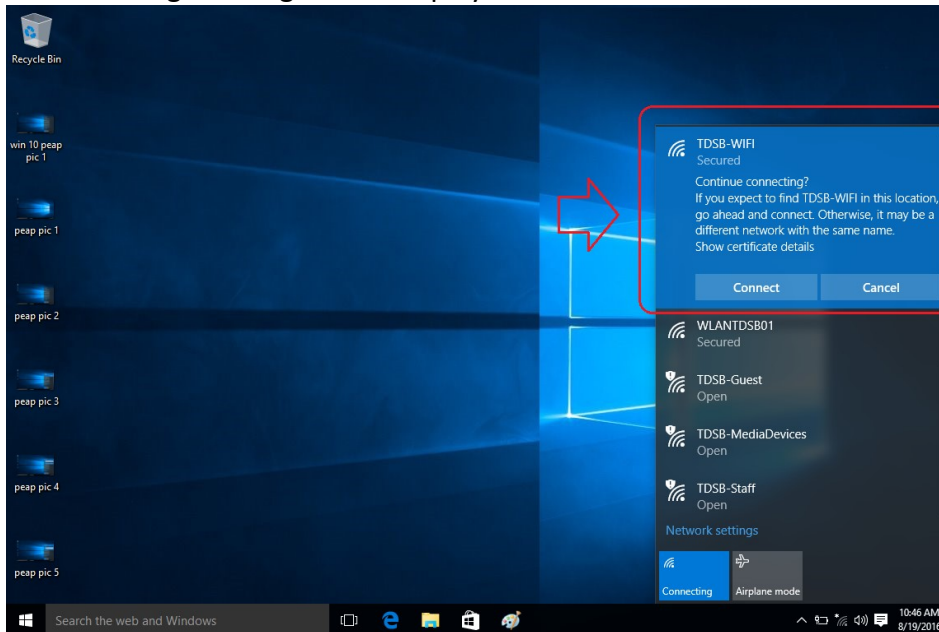 Recycle Bin
win 10 peap
pic 1
peap pic 1
peap pic 2
peap pic 3
peap pic 4
peap pic 5
TDSB-WIFI
Secured
Continue connecting?
If you expect to find TDSB-WIFI in this location,
go ahead and connect. Otherwise, it may be a
different network with the same name.
Show certificate details
Connect Cancel
WLANTDSB01
Secured
TDSB-Guest
Open
TDSB-MediaDevices
Open
TDSB-Staff
Open
Network settings
Connecting Airplane mode
Search the web and Windows
10:46 AM
8/19/2016